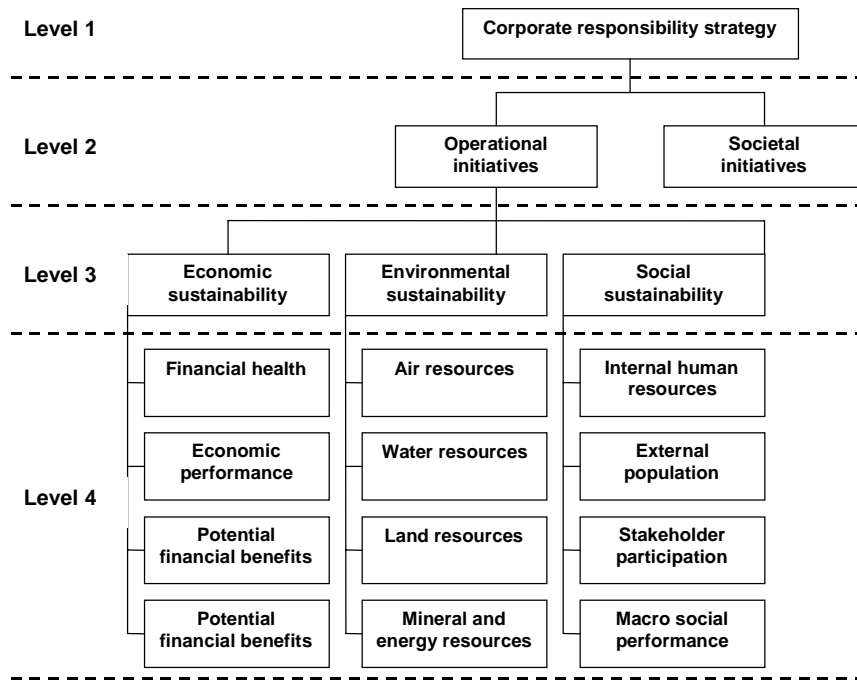 Level 1
Corporate responsibility strategy
Level 2
Operational
initiatives
Societal
initiatives
Level 3
Economic
sustainability
Environmental
sustainability
Social
sustainability
Level 4
Financial health
Air resources
Internal human
resources
Economic
performance
Water resources
External
population
Potential
financial benefits
Land resources
Stakeholder
participation
Potential
financial benefits
Mineral and
energy resources
Macro social
performance